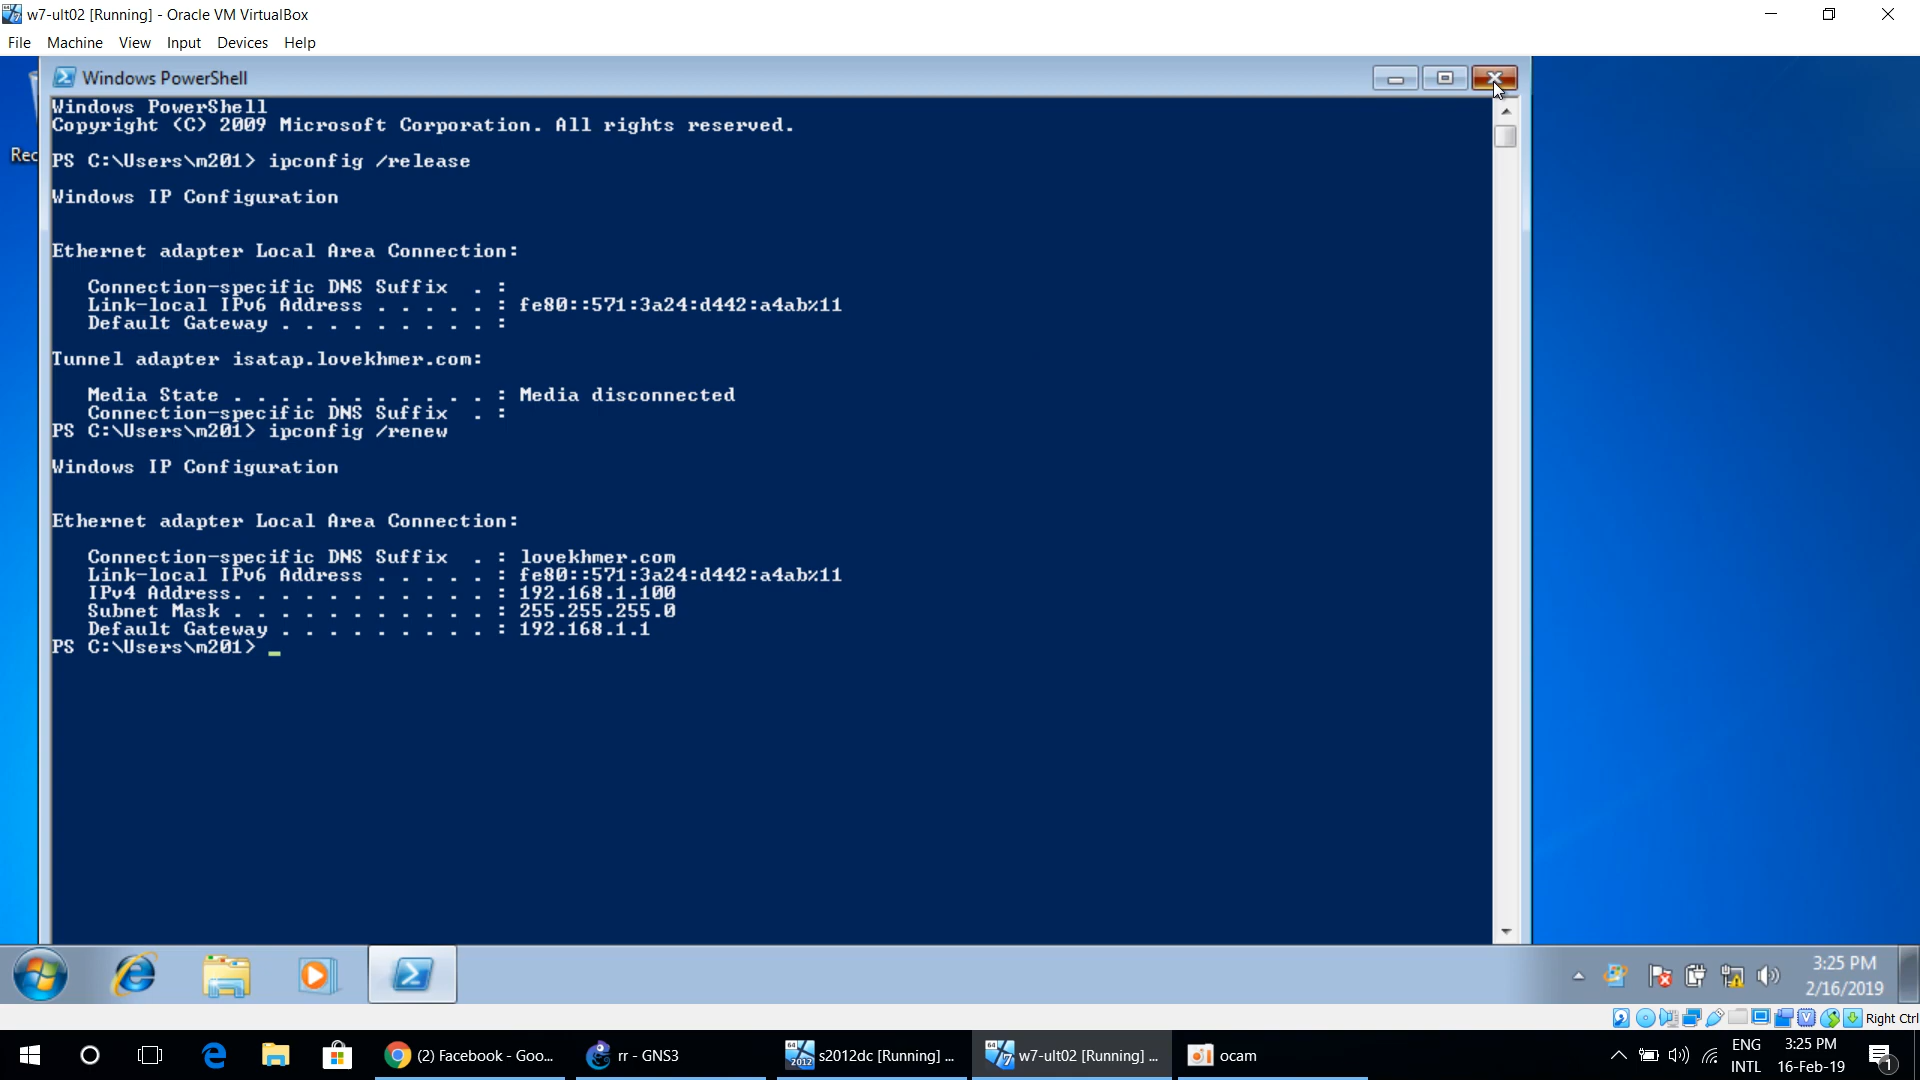 w7-ult02 [Running] - Oracle VM VirtualBox
File Machine View Input Devices Help
Windows PowerShell
Windows PowerShell
Copyright (C) 2009 Microsoft Corporation. All rights reserved.
Rec
PS C:\Users\m201> ipconfig /release
Windows IP Configuration
Ethernet adapter Local Area Connection:
Connection-specific DNS Suffix . :
Link-local IPv6 Address . . . . . : fe80::571:3a24:d442:a4ab%11
Default Gateway . . . . . . . . . :
Tunnel adapter isatap.lovekhmer.com:
Media State . . . . . . . . . . . : Media disconnected
Connection-specific DNS Suffix . :
PS C:\Users\m201> ipconfig /renew
Windows IP Configuration
Ethernet adapter Local Area Connection:
Connection-specific DNS Suffix . : lovekhmer.com
Link-local IPv6 Address . . . . . : fe80::571:3a24:d442:a4ab%11
IPv4 Address. . . . . . . . . . . : 192.168.1.100
Subnet Mask . . . . . . . . . . . : 255.255.255.0
Default Gateway . . . . . . . . . : 192.168.1.1
PS C:\Users\m201> _
3:25 PM
2/16/2019
Right Ctrl
(2) Facebook - Goo...
rr - GNS3
s2012dc [Running] ...
w7-ult02 [Running] ...
ocam
ENG
INTL
3:25 PM
16-Feb-19
1